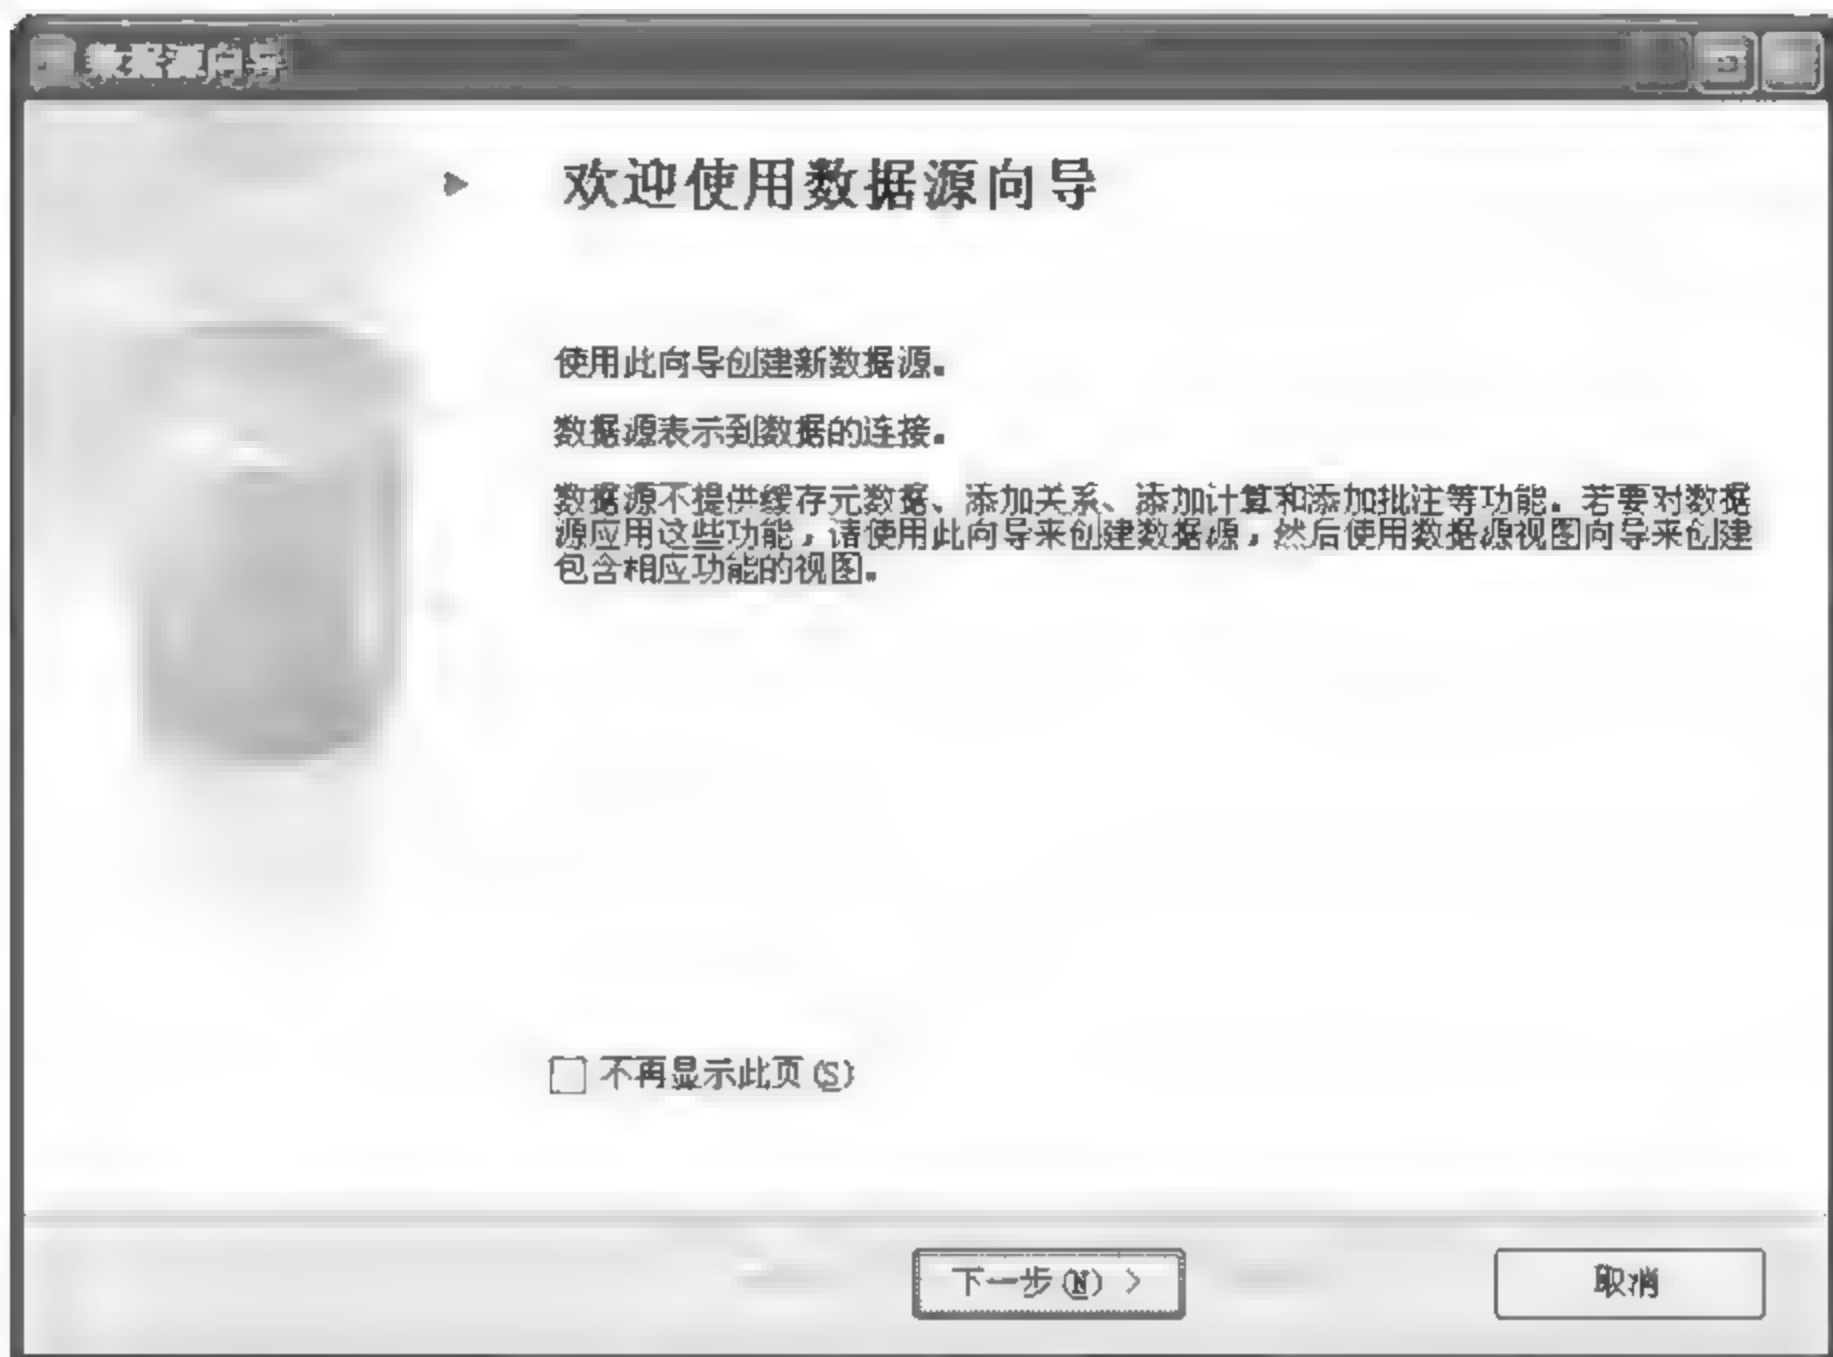 数据源向导
欢迎使用数据源向导
使用此向导创建新数据源。
数据源表示到数据的连接。
数据源不提供缓存元数据、添加关系、添加计算和添加批注等功能。若要对数据
源应用这些功能，请使用此向导来创建数据源，然后使用数据源视图向导来创建
包含相应功能的视图。
不再显示此页(S)
下一步(N) >
取消